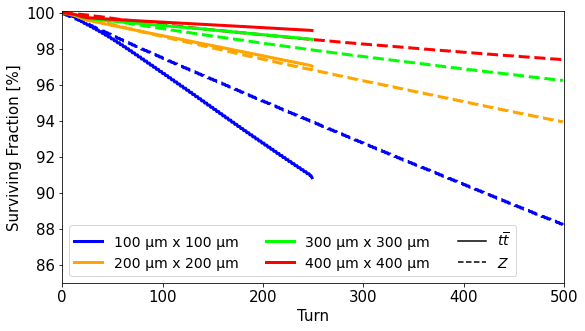 100
98
96
94
92
90
88
86
Surviving Fraction [%]
100 μm x 100 μm
200 μm x 200 μm
300 μm x 300 μm
400 μm x 400 μm
tt̅
Z
0 100 200 300 400 500
Turn